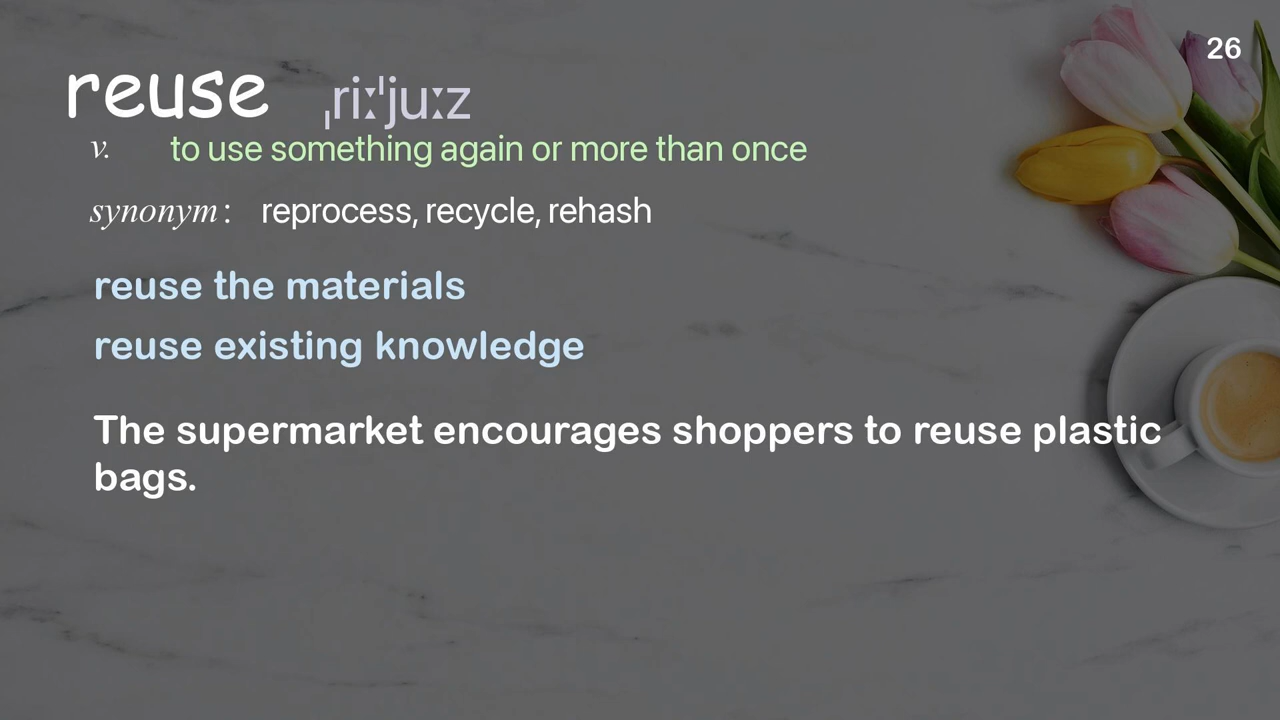 26
reuse ˌriːˈjuːz
v. to use something again or more than once
synonym: reprocess, recycle, rehash
reuse the materials
reuse existing knowledge
The supermarket encourages shoppers to reuse plastic
bags.